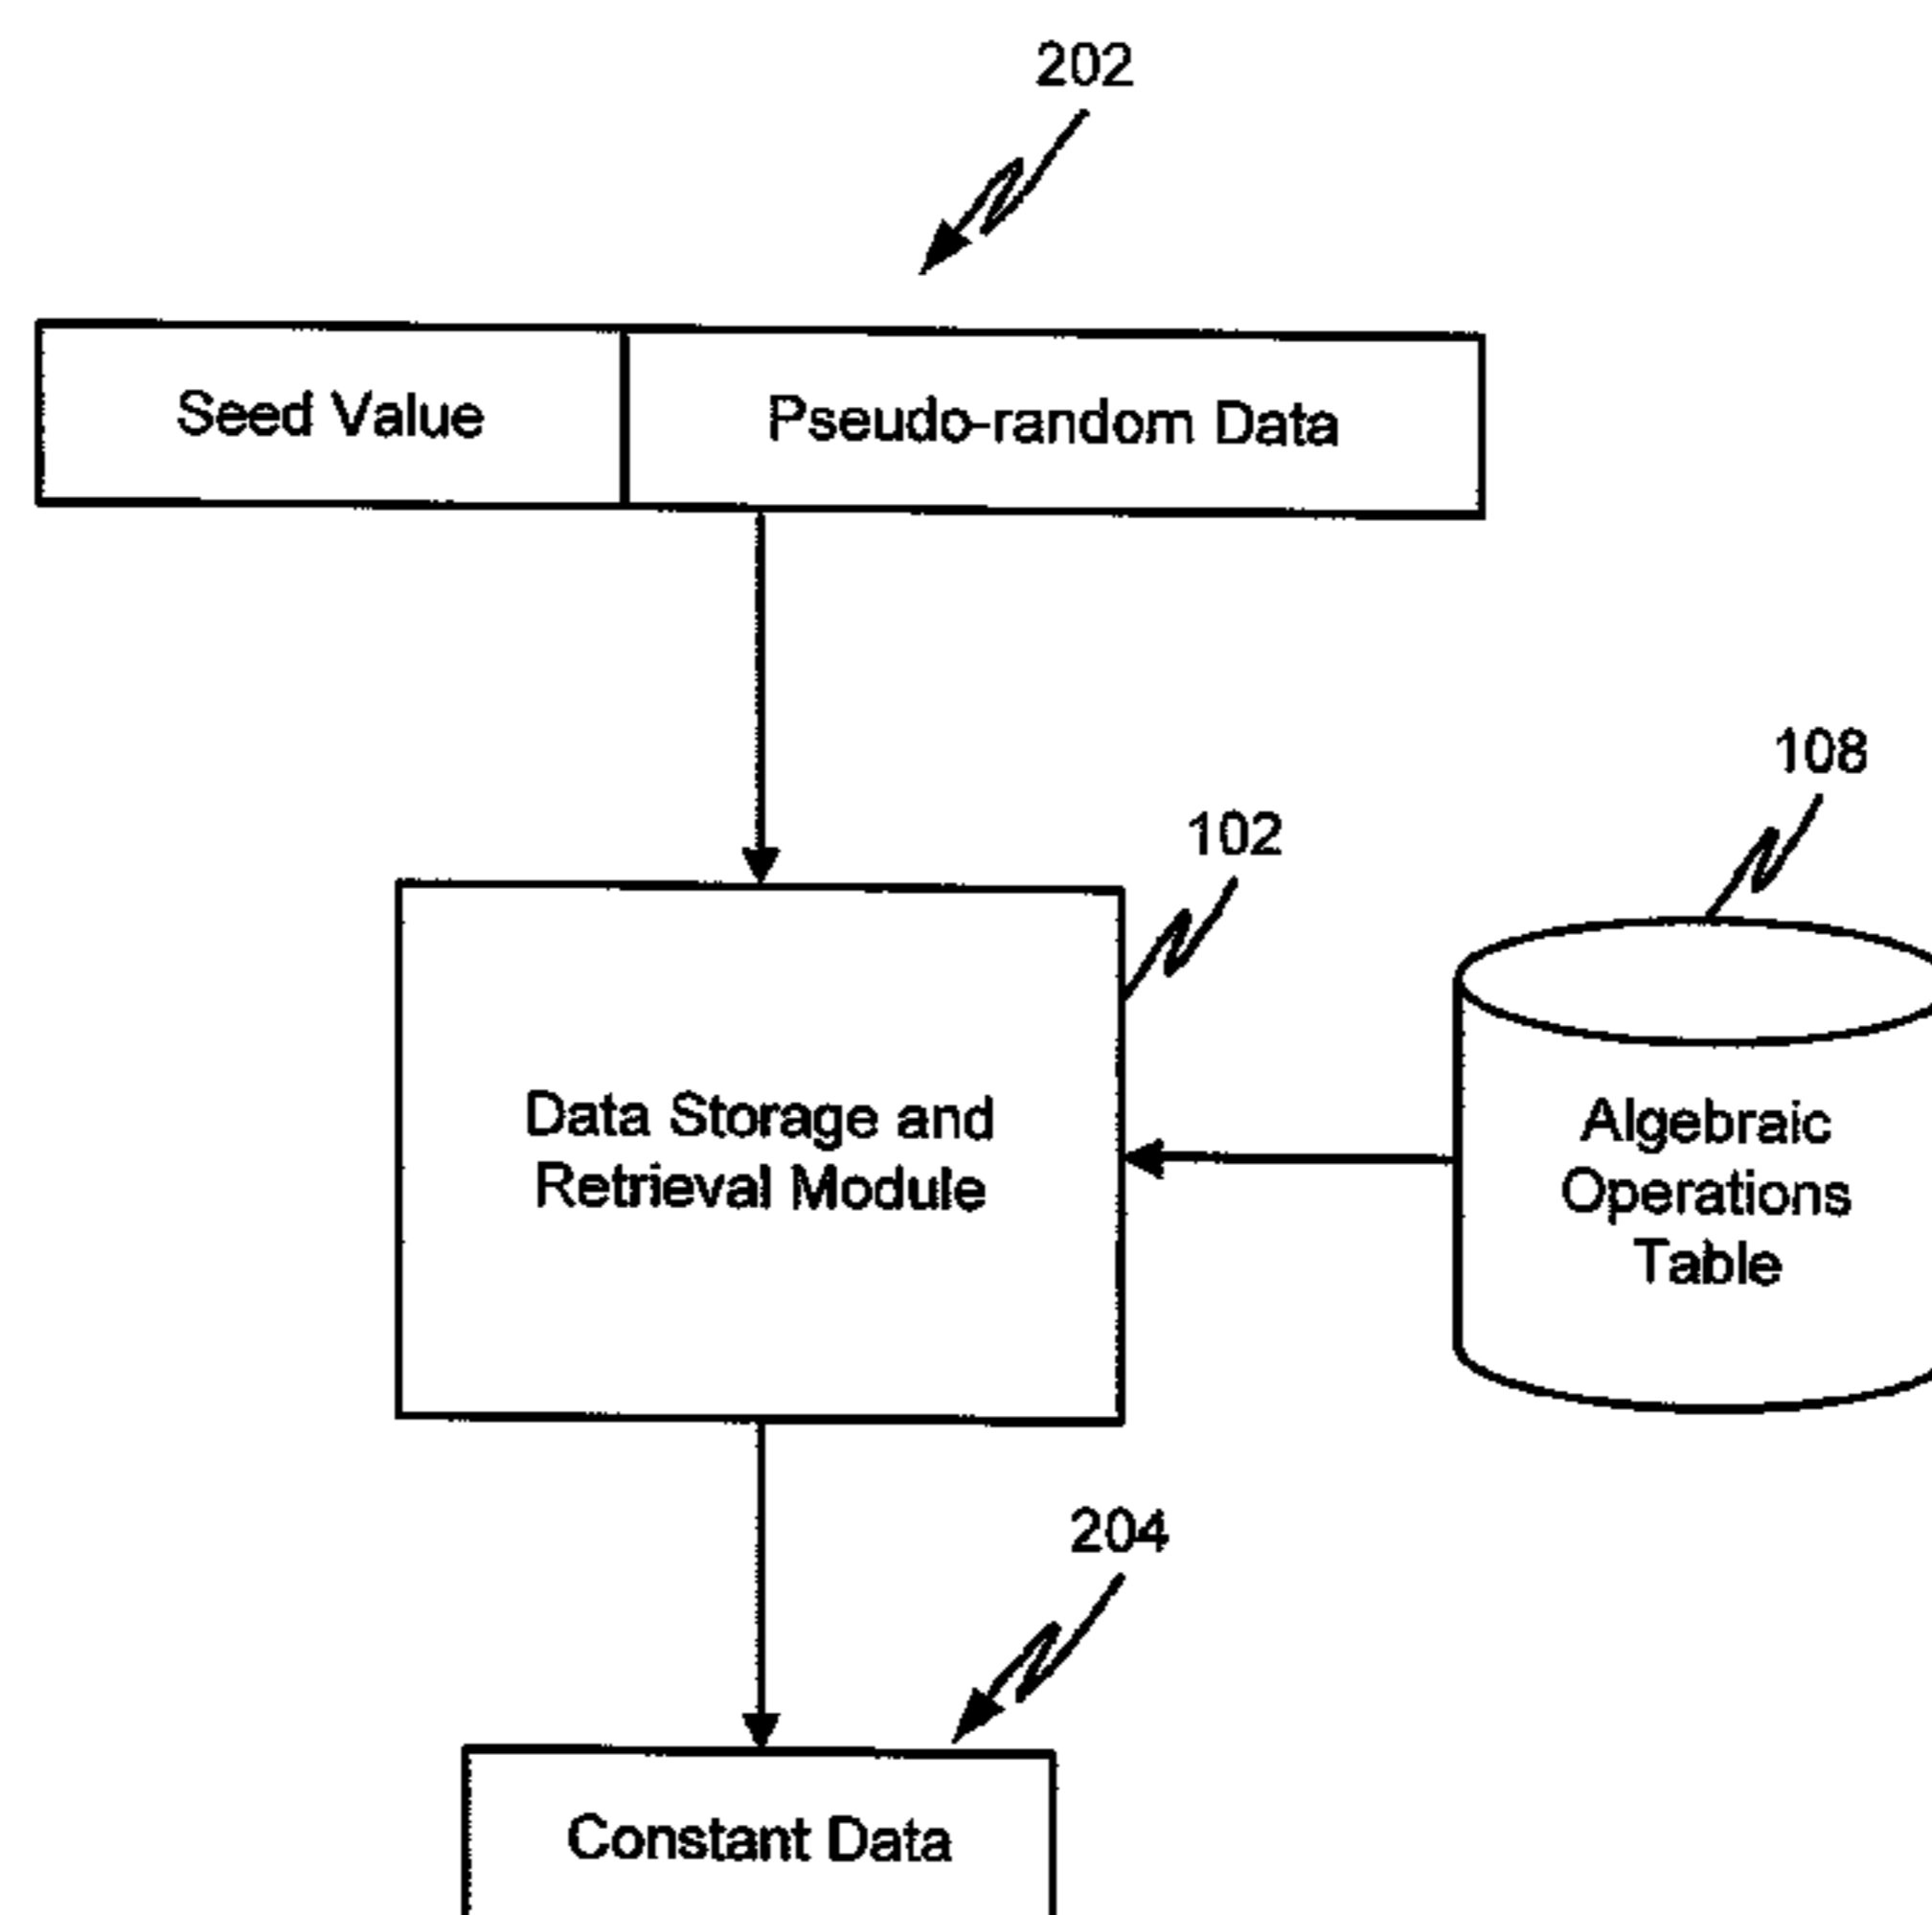 202
Seed Value
Pseudo-random Data
108
102
Data Storage and
Retrieval Module
Algebraic
Operations
Table
204
Constant Data